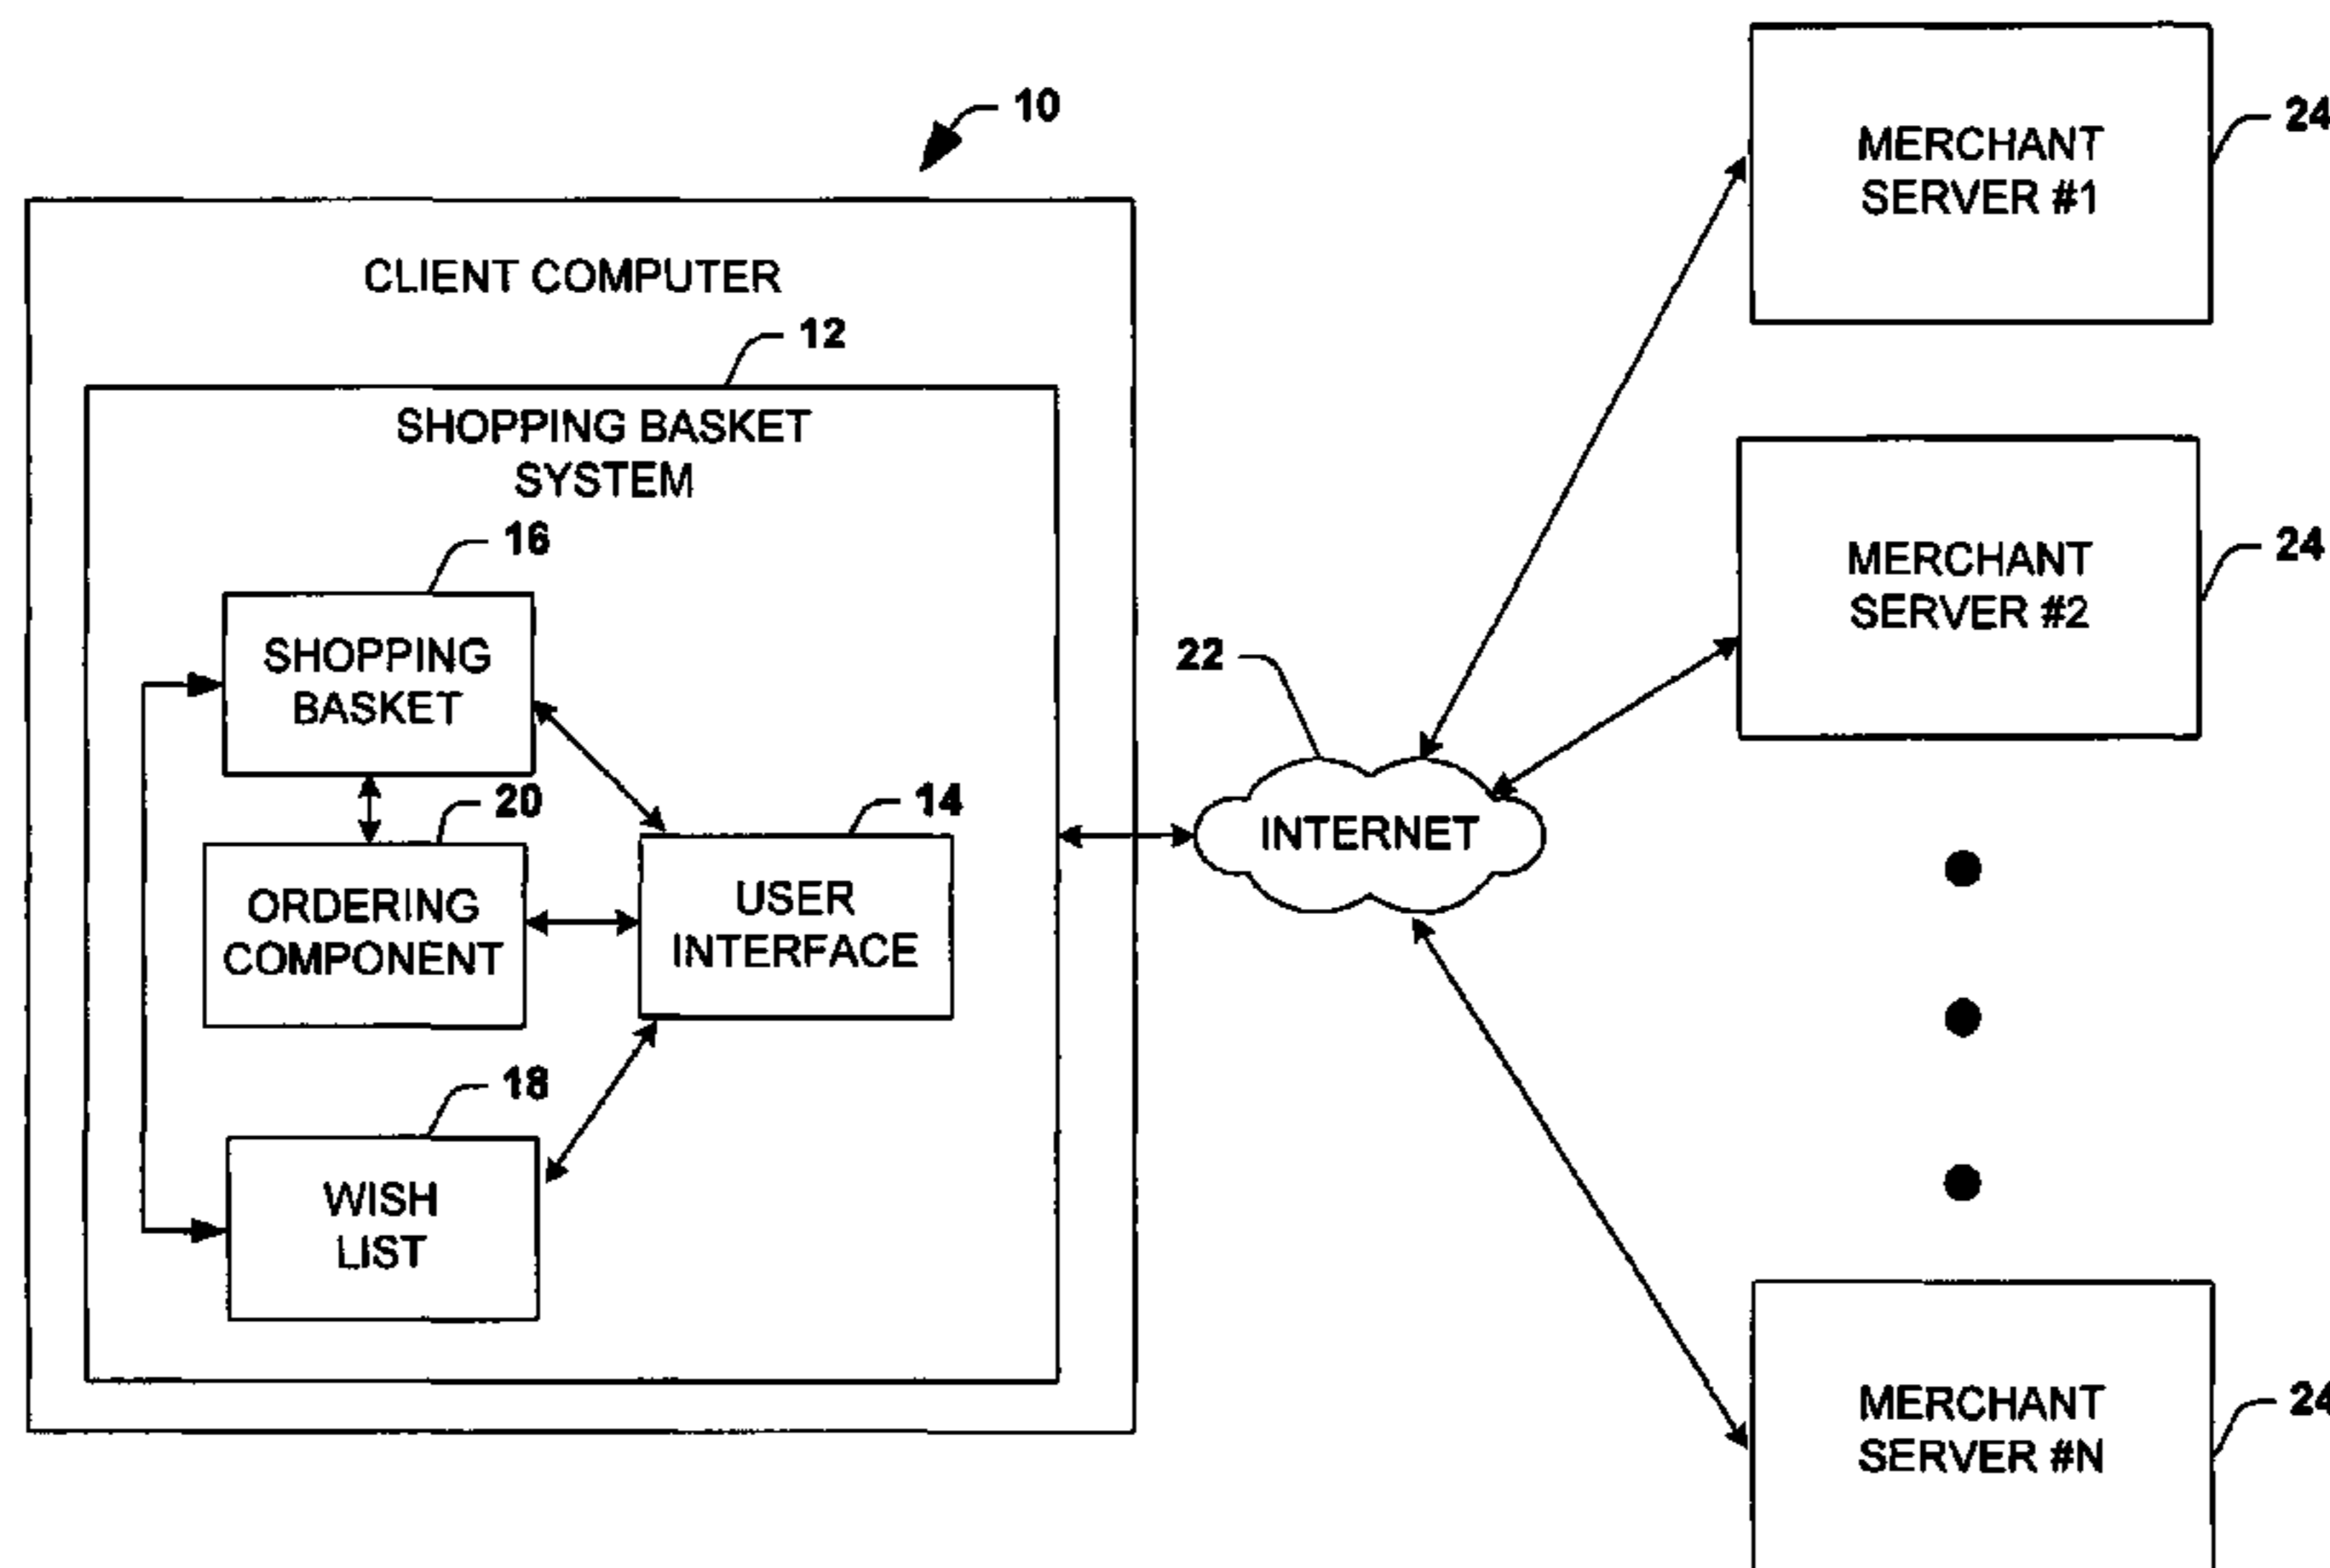 10
CLIENT COMPUTER
12
SHOPPING BASKET
SYSTEM
16
SHOPPING
BASKET
20
ORDERING
COMPONENT
14
USER
INTERFACE
18
WISH
LIST
22
INTERNET
MERCHANT
SERVER #1
24
MERCHANT
SERVER #2
24
MERCHANT
SERVER #N
24